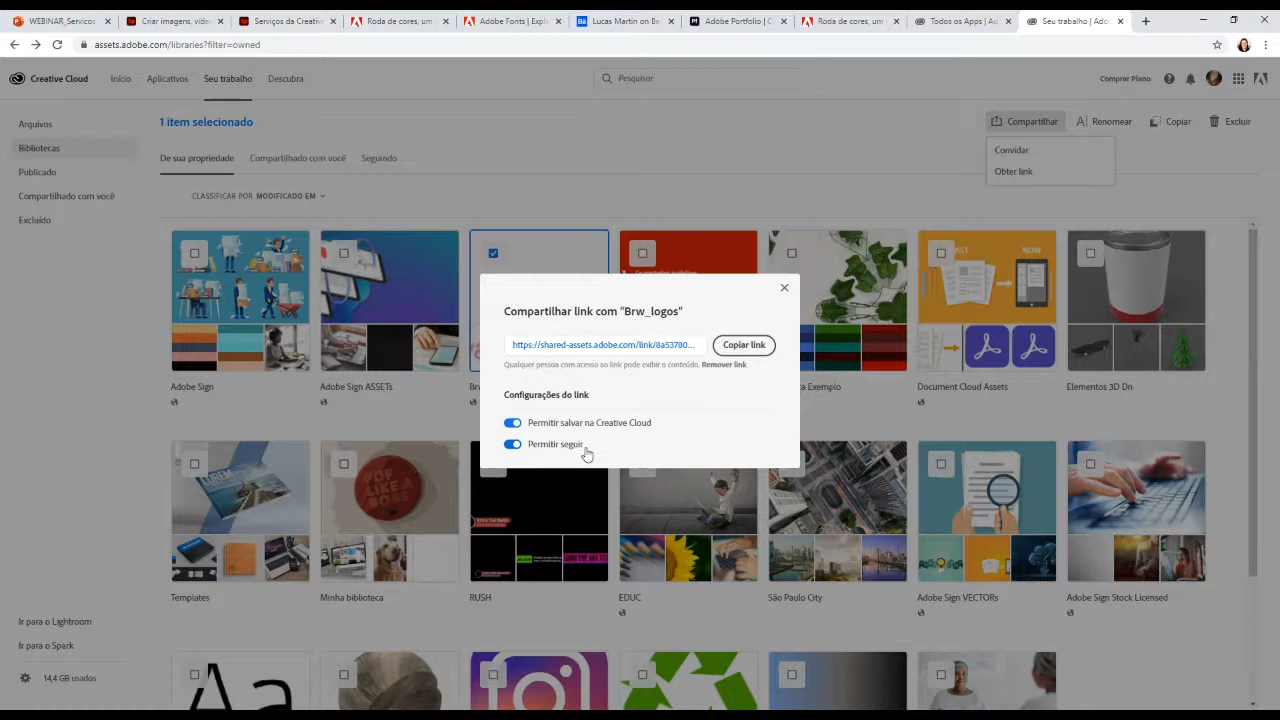 WEBINAR_Servicos
Criar imagens, víde
Serviços da Creative
Roda de cores, um
Adobe Fonts | Explo
Lucas Martin on Be
Adobe Portfolio | C
Roda de cores, um
Todos os Apps | Ad
Seu trabalho | Adob
assets.adobe.com/libraries?filter=owned
Creative Cloud
Início
Aplicativos
Seu trabalho
Descubra
Pesquisar
Comprar Plano
Arquivos
Bibliotecas
Publicado
Compartilhado com você
Excluído
1 item selecionado
Compartilhar
Renomear
Copiar
Excluir
Convidar
Obter link
De sua propriedade
Compartilhado com você
Seguindo
CLASSIFICAR POR MODIFICADO EM
NOW
Compartilhar link com "Brw_logos"
https://shared-assets.adobe.com/link/8a53780...
Copiar link
Qualquer pessoa com acesso ao link pode exibir o conteúdo. Remover link
Configurações do link
Permitir salvar na Creative Cloud
Permitir seguir
Adobe Sign
Adobe Sign ASSETs
Exemplo
Document Cloud Assets
Elementos 3D Dn
Templates
Minha biblioteca
RUSH
EDUC
São Paulo City
Adobe Sign VECTORs
Adobe Sign Stock Licensed
Ir para o Lightroom
Ir para o Spark
14,4 GB usados
Aa